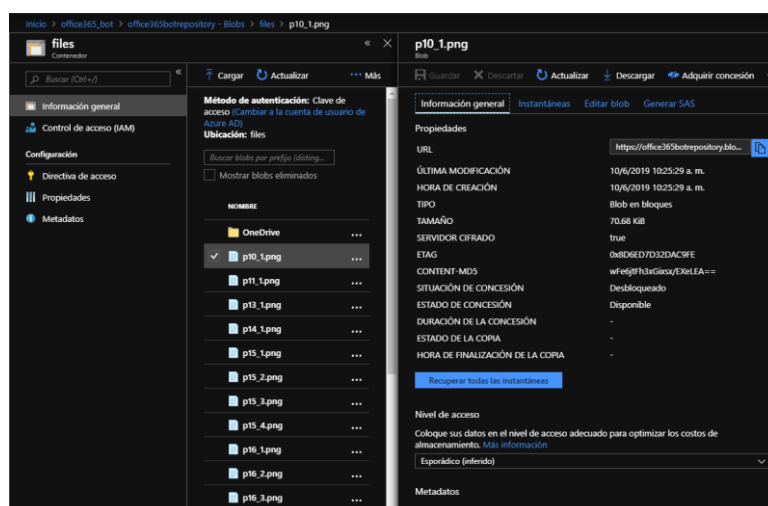 Inicio > office365_bot > office365botrepository - Blobs > files > p10_1.png
files
Contenedor
Buscar (Ctrl+/)
Información general
Control de acceso (IAM)
Configuración
Directiva de acceso
Propiedades
Metadatos
Cargar Actualizar Más
Método de autenticación: Clave de
acceso (Cambiar a la cuenta de usuario de
Azure AD)
Ubicación: files
Buscar blobs por prefijo (disting...
Mostrar blobs eliminados
NOMBRE
OneDrive
p10_1.png
p11_1.png
p13_1.png
p14_1.png
p15_1.png
p15_2.png
p15_3.png
p15_4.png
p16_1.png
p16_2.png
p16_3.png
p10_1.png
Blob
Guardar Descartar Actualizar Descargar Adquirir concesión
Información general Instantáneas Editar blob Generar SAS
Propiedades
URL https://office365botrepository.blo...
ÚLTIMA MODIFICACIÓN 10/6/2019 10:25:29 a. m.
HORA DE CREACIÓN 10/6/2019 10:25:29 a. m.
TIPO Blob en bloques
TAMAÑO 70.68 KiB
SERVIDOR CIFRADO true
ETAG 0x8D6ED7D32DAC9FE
CONTENT-MD5 wFe6jtFh3xGixsx/EXeLEA==
SITUACIÓN DE CONCESIÓN Desbloqueado
ESTADO DE CONCESIÓN Disponible
DURACIÓN DE LA CONCESIÓN -
ESTADO DE LA COPIA -
HORA DE FINALIZACIÓN DE LA COPIA -
Recuperar todas las instantáneas
Nivel de acceso
Coloque sus datos en el nivel de acceso adecuado para optimizar los costos de
almacenamiento. Más información
Esporádico (inferido)
Metadatos